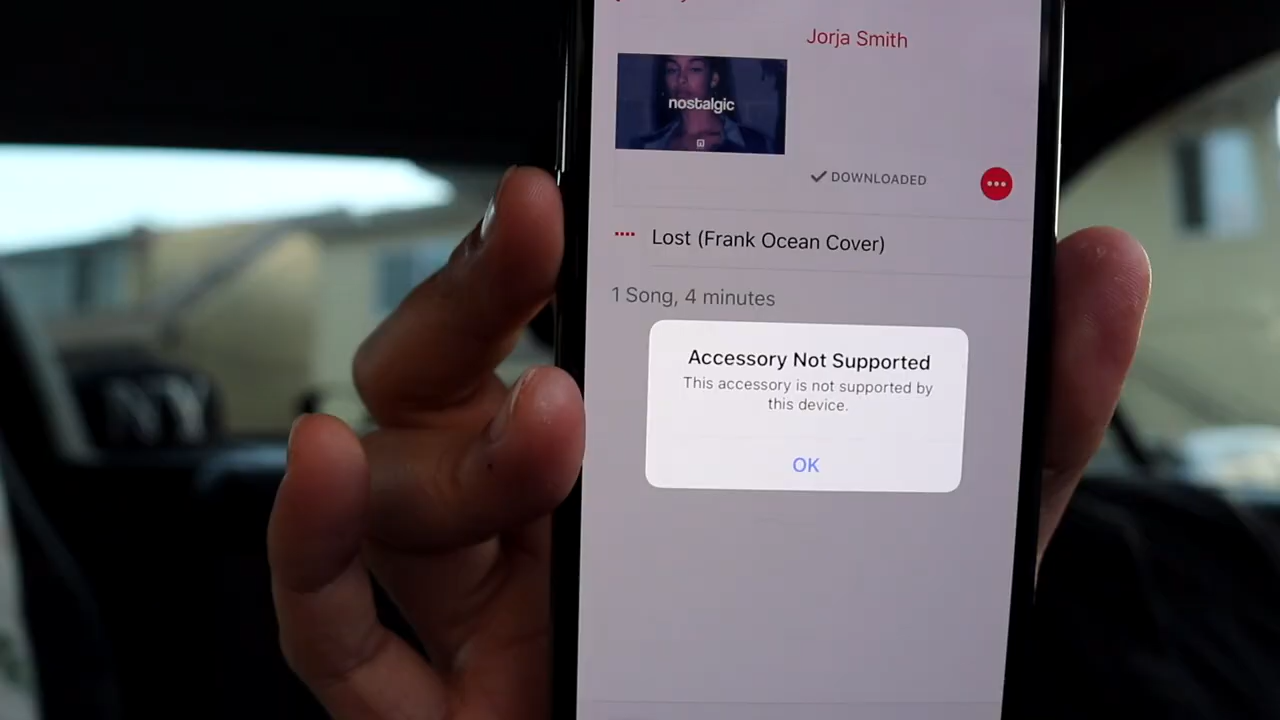 Jorja Smith
nostalgic
DOWNLOADED
Lost (Frank Ocean Cover)
1 Song, 4 minutes
Accessory Not Supported
This accessory is not supported by
this device.
OK